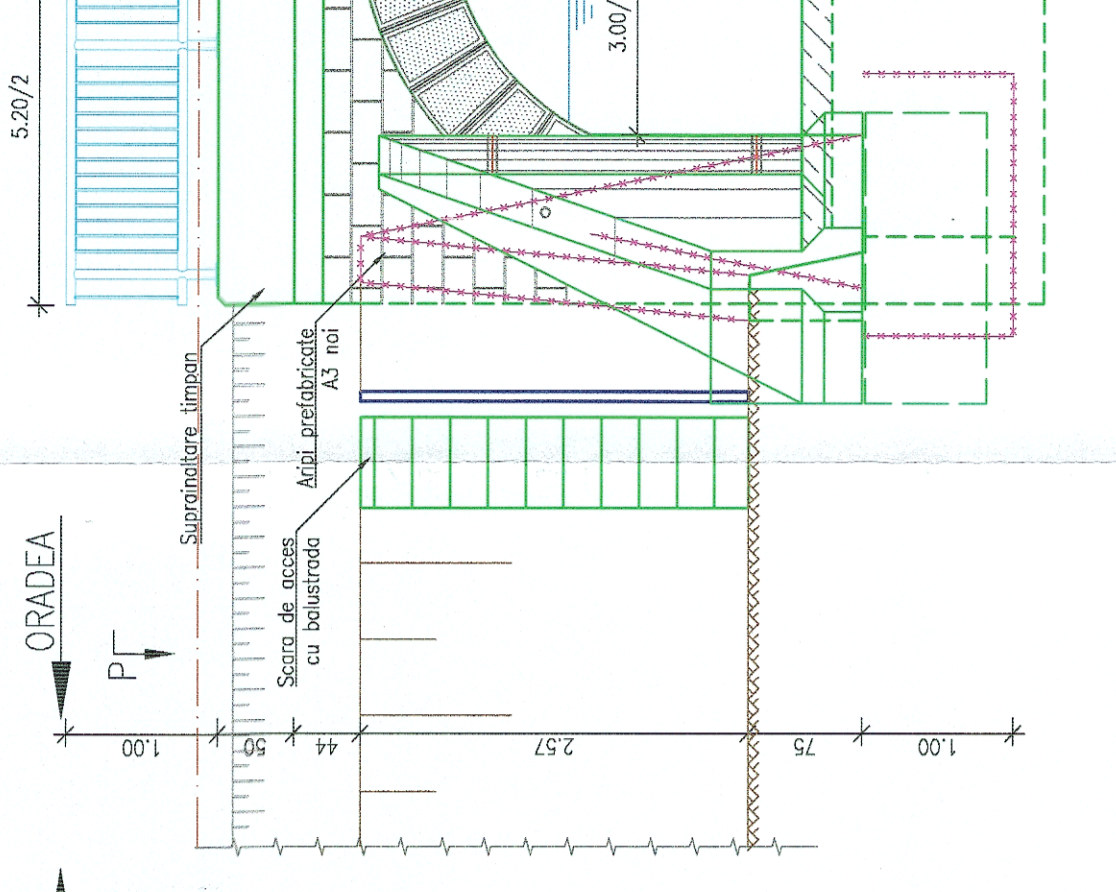 5.20/2
3.00/
Suprainaltare timpan
Aripi prefabricate
A3 noi
Scara de acces
cu balustrada
ORADEA
P
1.00
50
44
2.57
75
1.00